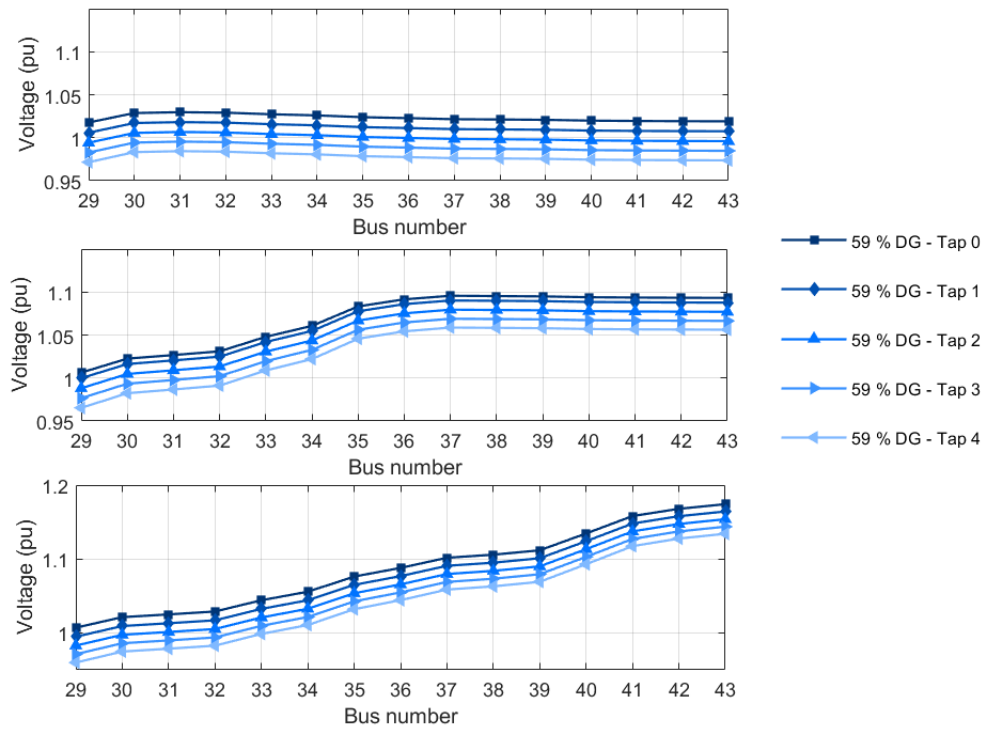 Voltage (pu)
1.1
1.05
1
0.95
29 30 31 32 33 34 35 36 37 38 39 40 41 42 43
Bus number
Voltage (pu)
1.1
1.05
1
0.95
29 30 31 32 33 34 35 36 37 38 39 40 41 42 43
Bus number
Voltage (pu)
1.2
1.1
1
29 30 31 32 33 34 35 36 37 38 39 40 41 42 43
Bus number
59 % DG - Tap 0
59 % DG - Tap 1
59 % DG - Tap 2
59 % DG - Tap 3
59 % DG - Tap 4